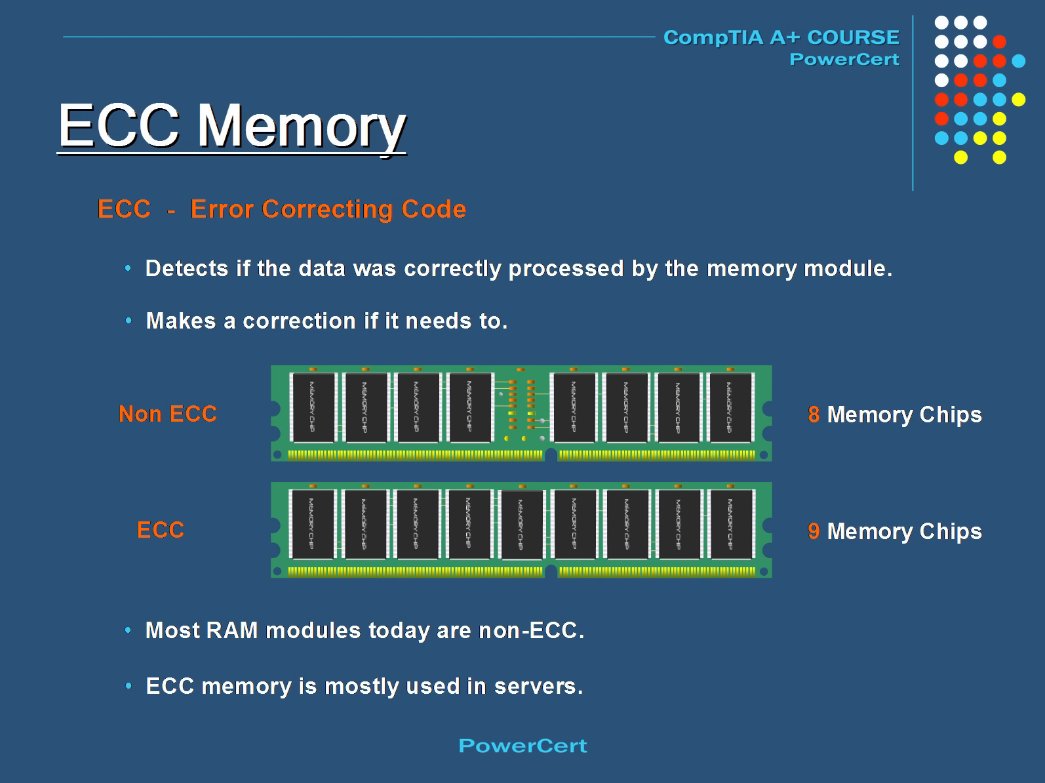 CompTIA A+ COURSE
PowerCert
ECC Memory
ECC - Error Correcting Code
• Detects if the data was correctly processed by the memory module.
• Makes a correction if it needs to.
MEMORY CHIP MEMORY CHIP MEMORY CHIP MEMORY CHIP MEMORY CHIP MEMORY CHIP MEMORY CHIP MEMORY CHIP
Non ECC
8 Memory Chips
MEMORY CHIP MEMORY CHIP MEMORY CHIP MEMORY CHIP MEMORY CHIP MEMORY CHIP MEMORY CHIP MEMORY CHIP MEMORY CHIP
ECC
9 Memory Chips
• Most RAM modules today are non-ECC.
• ECC memory is mostly used in servers.
PowerCert